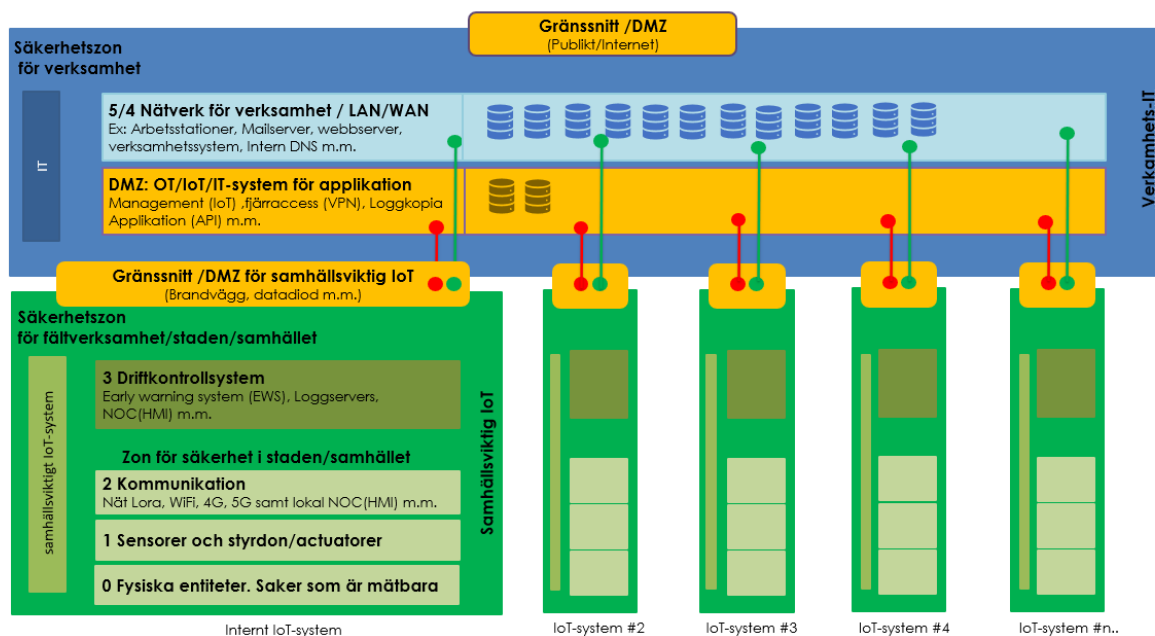 Gränssnitt /DMZ
(Publikt/Internet)
Säkerhetszon
för verksamhet
IT
5/4 Nätverk för verksamhet / LAN/WAN
Ex: Arbetsstationer, Mailserver, webbserver,
verksamhetssystem, Intern DNS m.m.
DMZ: OT/IoT/IT-system för applikation
Management (IoT) ,fjärraccess (VPN), Loggkopia
Applikation (API) m.m.
Verkamhets-IT
Gränssnitt /DMZ för samhällsviktig IoT
(Brandvägg, datadiod m.m.)
Säkerhetszon
för fältverksamhet/staden/samhället
samhällsviktigt IoT-system
3 Driftkontrollsystem
Early warning system (EWS), Loggservers,
NOC(HMI) m.m.
Zon för säkerhet i staden/samhället
2 Kommunikation
Nät Lora, WiFi, 4G, 5G samt lokal NOC(HMI) m.m.
1 Sensorer och styrdon/actuatorer
0 Fysiska entiteter. Saker som är mätbara
Samhällsviktig IoT
Internt IoT-system
IoT-system #2
IoT-system #3
IoT-system #4
IoT-system #n..